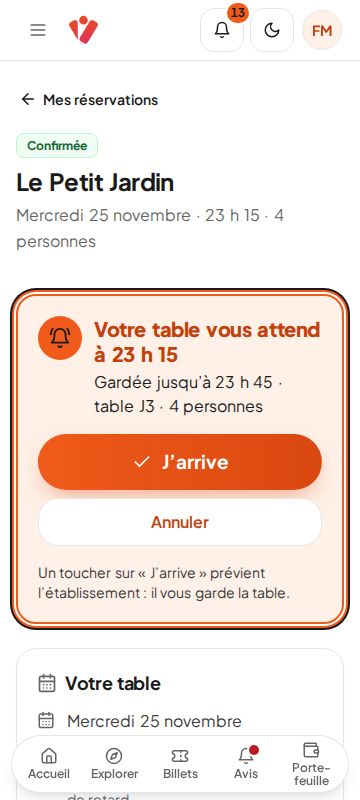 13
FM
Mes réservations
Confirmée
Le Petit Jardin
Mercredi 25 novembre · 23 h 15 · 4
personnes
Votre table vous attend
à 23 h 15
Gardée jusqu’à 23 h 45 ·
table J3 · 4 personnes
J’arrive
Annuler
Un toucher sur « J’arrive » prévient
l’établissement : il vous garde la table.
Votre table
Mercredi 25 novembre
Accueil
Explorer
Billets
Avis
Porte-
feuille
de retard